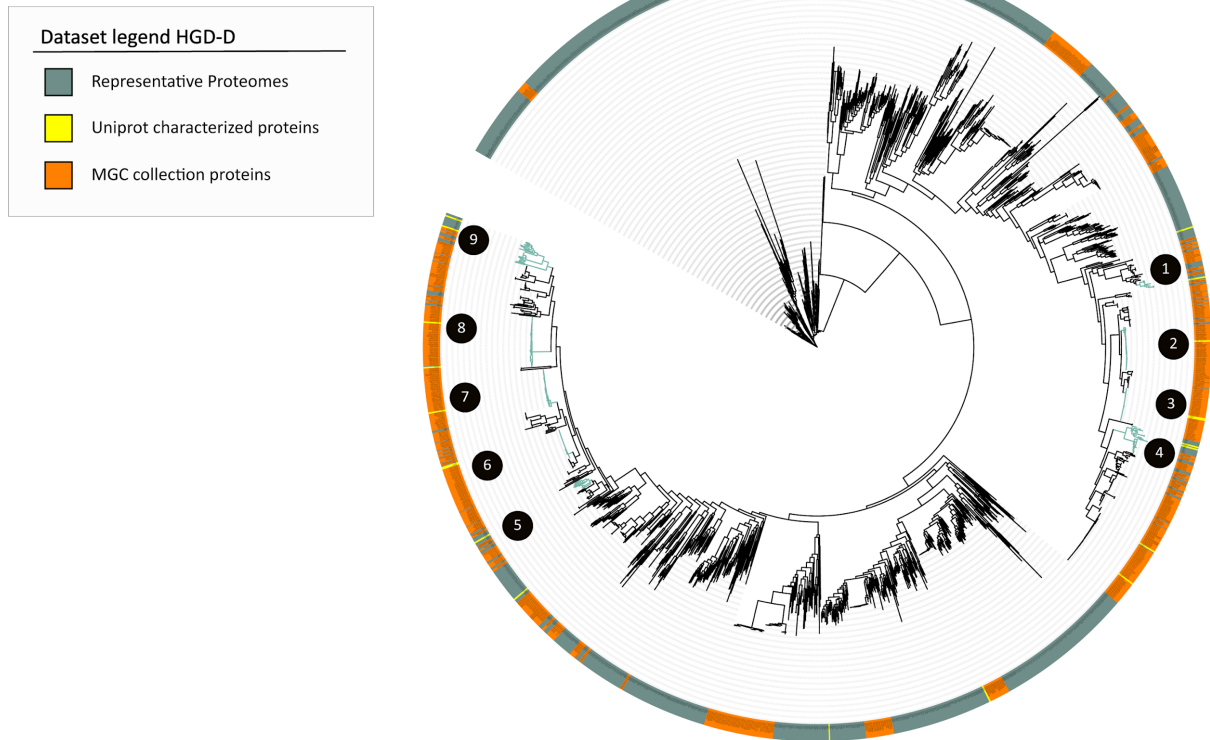 Dataset legend HGD-D
Representative Proteomes
Uniprot characterized proteins
MGC collection proteins
1
2
3
4
5
6
7
8
9